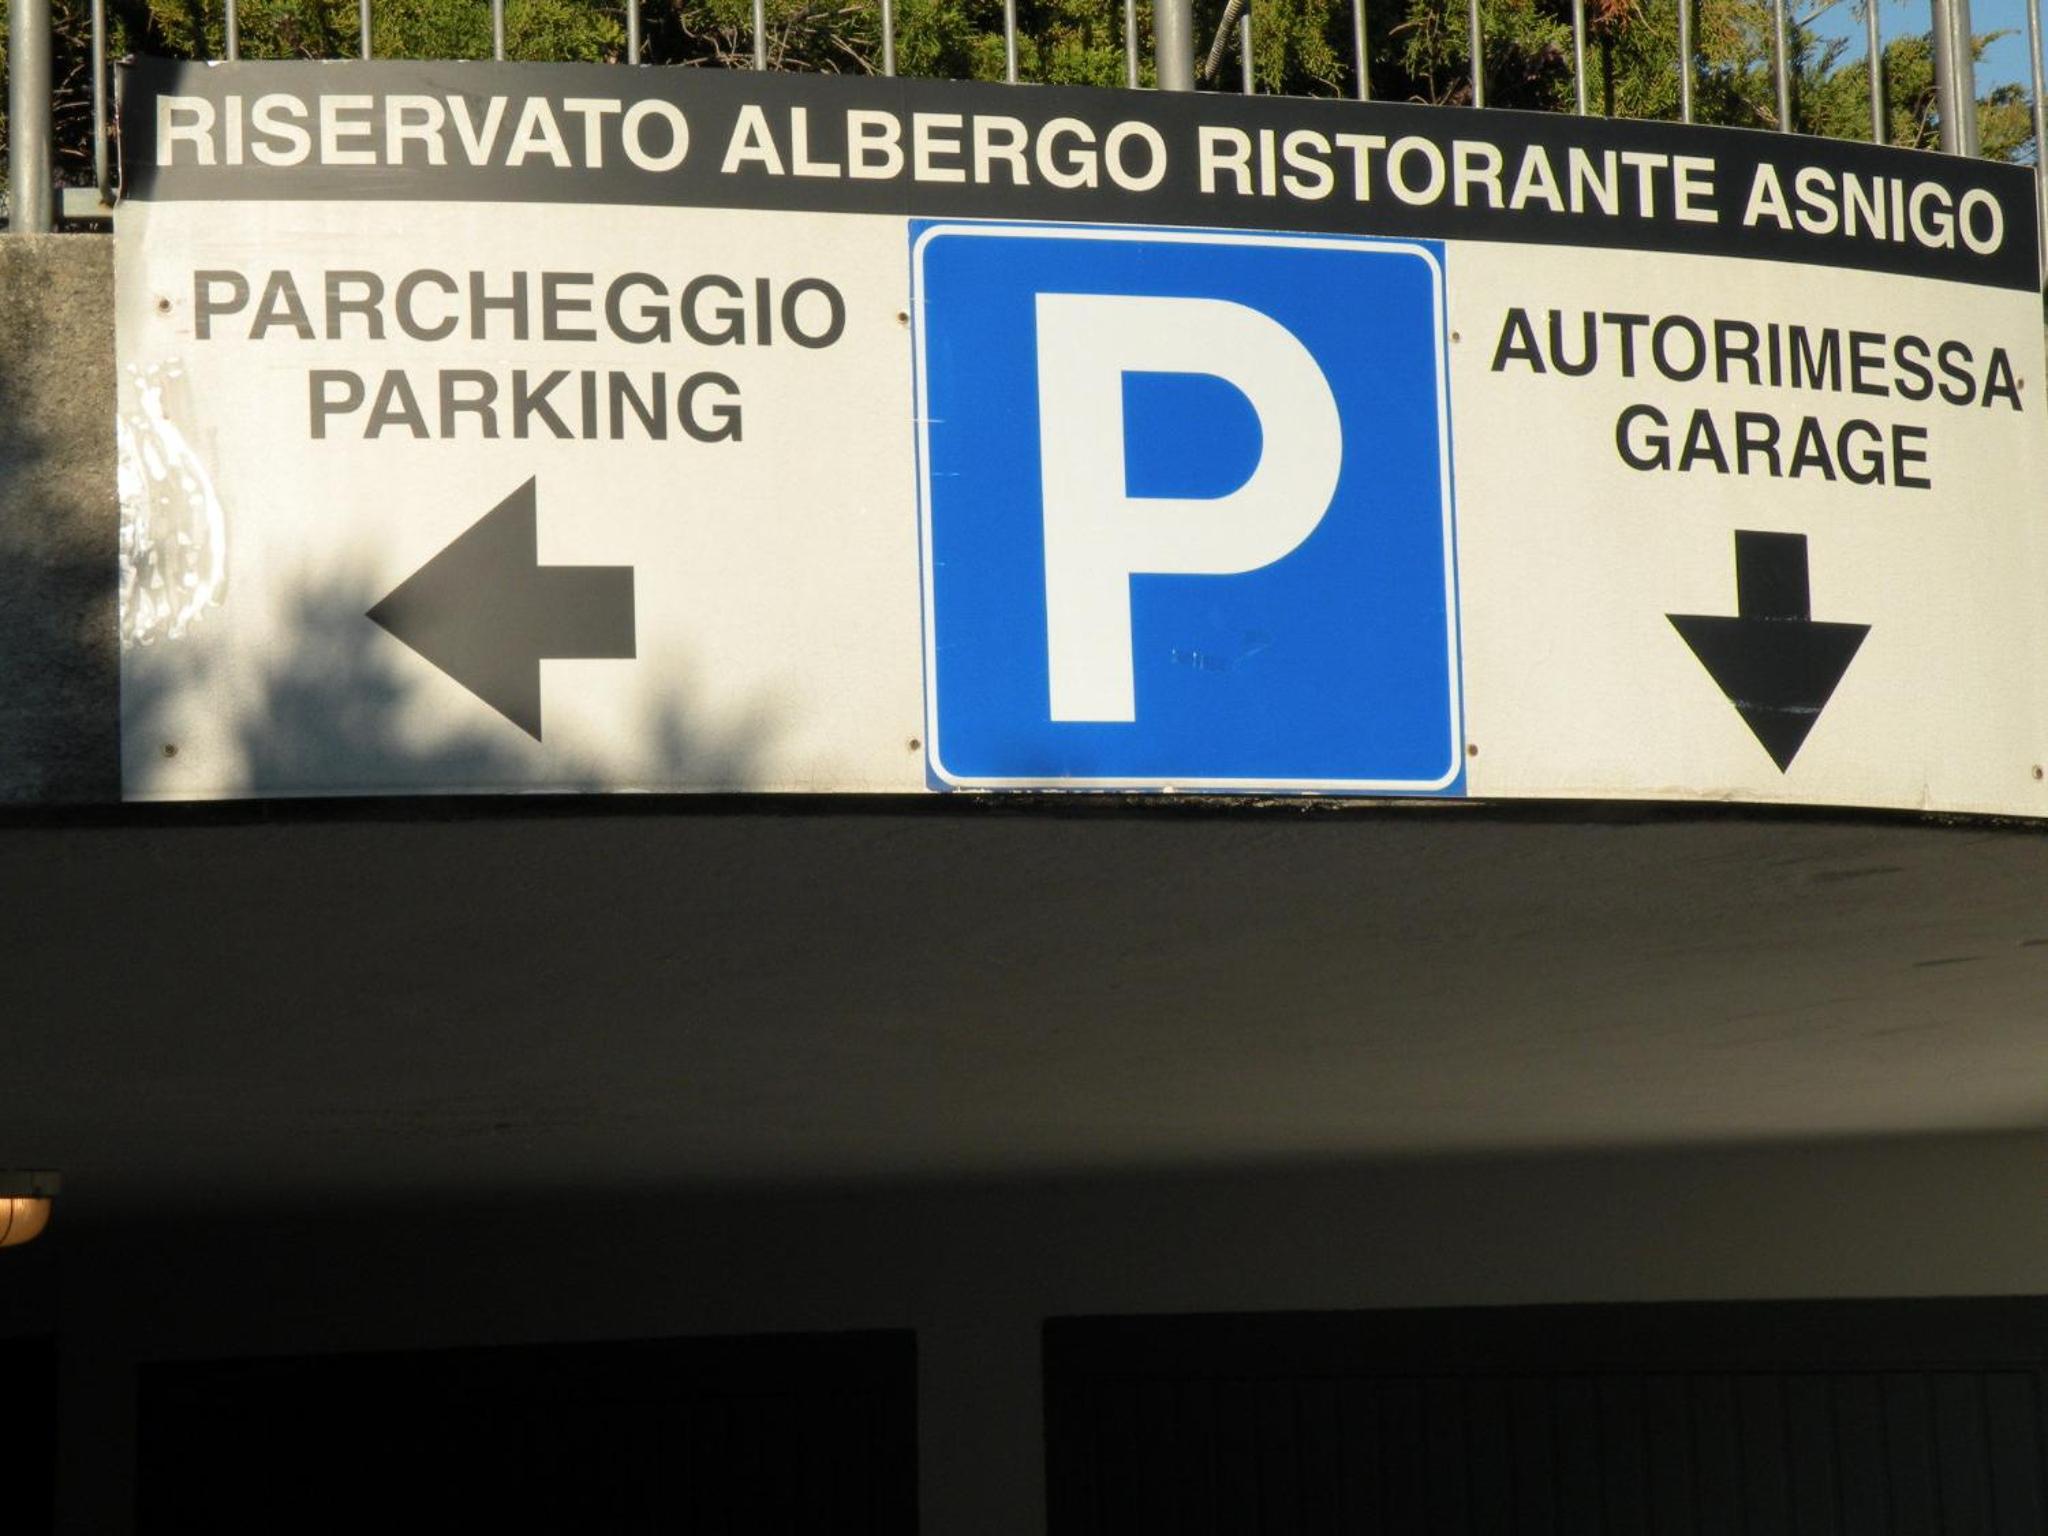 RISERVATO ALBERGO RISTORANTE ASNIGO
PARCHEGGIO
PARKING
P
AUTORIMESSA
GARAGE